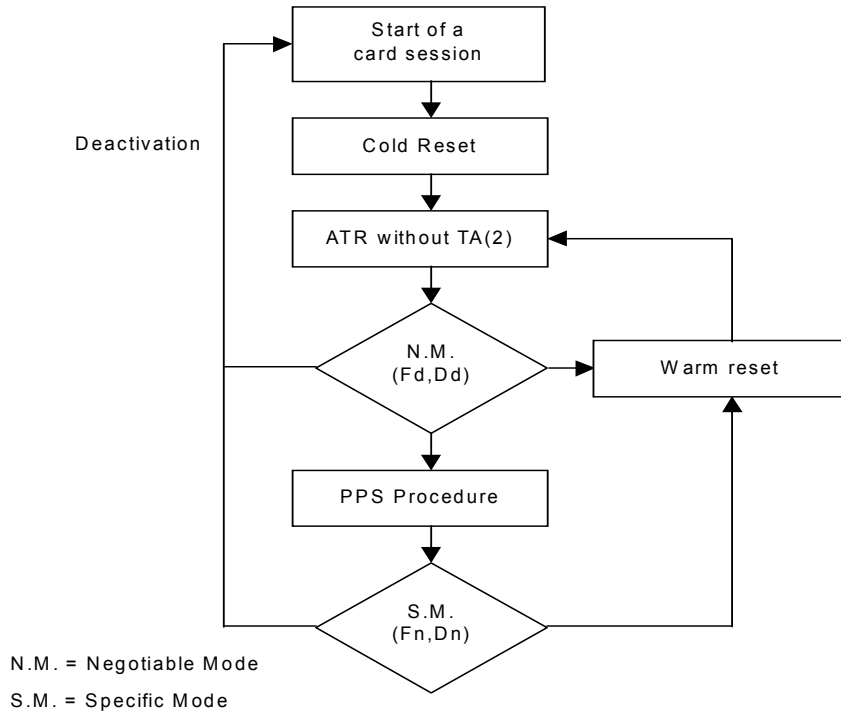 Start of a
card session
Deactivation
Cold Reset
ATR without TA(2)
N.M.
(Fd,Dd)
Warm reset
PPS Procedure
S.M.
(Fn,Dn)
N.M. = Negotiable Mode
S.M. = Specific Mode